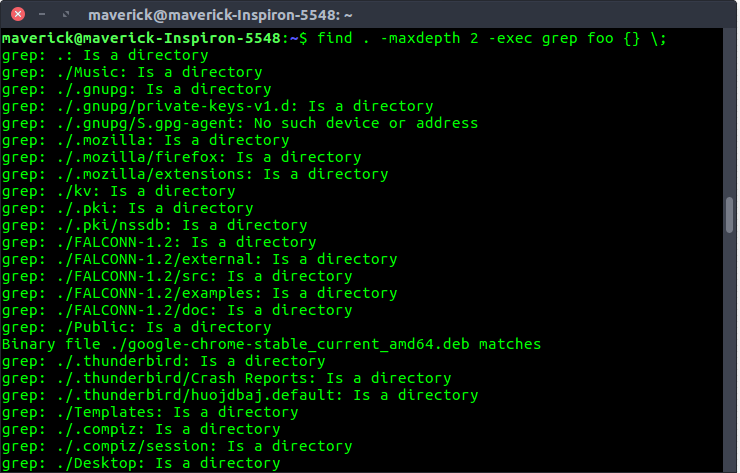 maverick@maverick-Inspiron-5548: ~
maverick@maverick-Inspiron-5548:~$ find . -maxdepth 2 -exec grep foo {} \;
grep: .: Is a directory
grep: ./Music: Is a directory
grep: ./.gnupg: Is a directory
grep: ./.gnupg/private-keys-v1.d: Is a directory
grep: ./.gnupg/S.gpg-agent: No such device or address
grep: ./.mozilla: Is a directory
grep: ./.mozilla/firefox: Is a directory
grep: ./.mozilla/extensions: Is a directory
grep: ./kv: Is a directory
grep: ./.pki: Is a directory
grep: ./.pki/nssdb: Is a directory
grep: ./FALCONN-1.2: Is a directory
grep: ./FALCONN-1.2/external: Is a directory
grep: ./FALCONN-1.2/src: Is a directory
grep: ./FALCONN-1.2/examples: Is a directory
grep: ./FALCONN-1.2/doc: Is a directory
grep: ./Public: Is a directory
Binary file ./google-chrome-stable_current_amd64.deb matches
grep: ./.thunderbird: Is a directory
grep: ./.thunderbird/Crash Reports: Is a directory
grep: ./.thunderbird/huojdbaj.default: Is a directory
grep: ./Templates: Is a directory
grep: ./.compiz: Is a directory
grep: ./.compiz/session: Is a directory
grep: ./Desktop: Is a directory